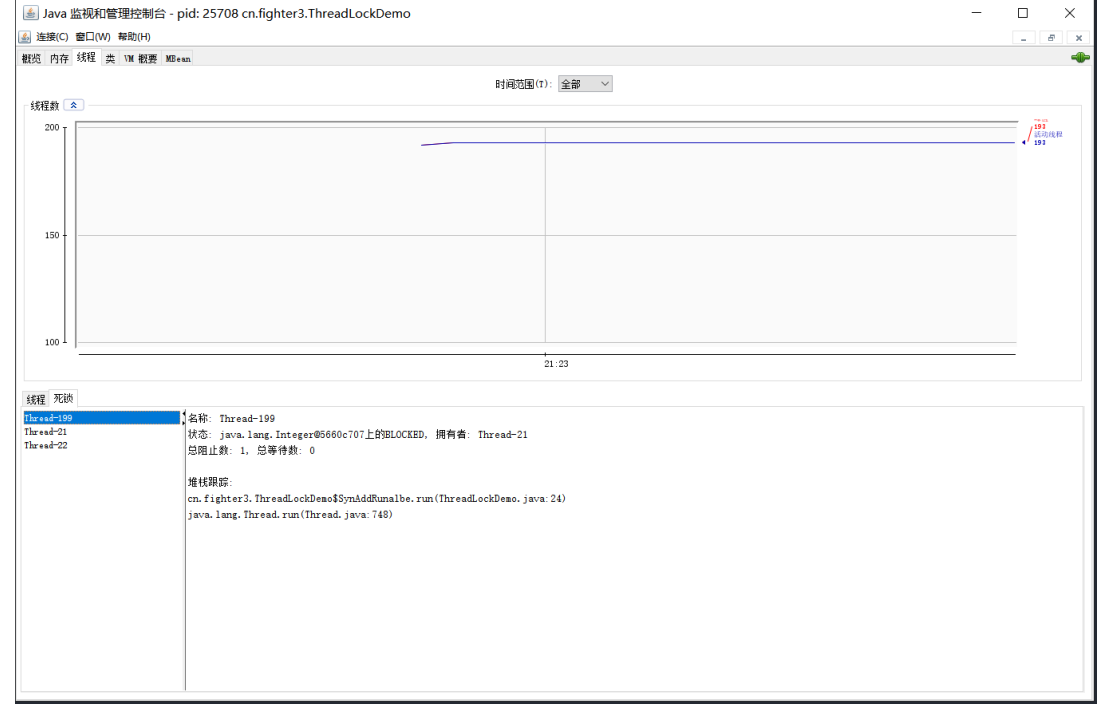 Java 监视和管理控制台 - pid: 25708 cn.fighter3.ThreadLockDemo
连接(C) 窗口(W) 帮助(H)
概览 内存 线程 类 VM 概要 MBean
时间范围(T): 全部
线程数
200
150
100
21:23
193
活动线程
193
线程 死锁
Thread-199
Thread-21
Thread-22
名称: Thread-199
状态: java.lang.Integer@5660c707上的BLOCKED, 拥有者: Thread-21
总阻止数: 1, 总等待数: 0
堆栈跟踪:
cn.fighter3.ThreadLockDemo$SynAddRunalbe.run(ThreadLockDemo.java:24)
java.lang.Thread.run(Thread.java:748)